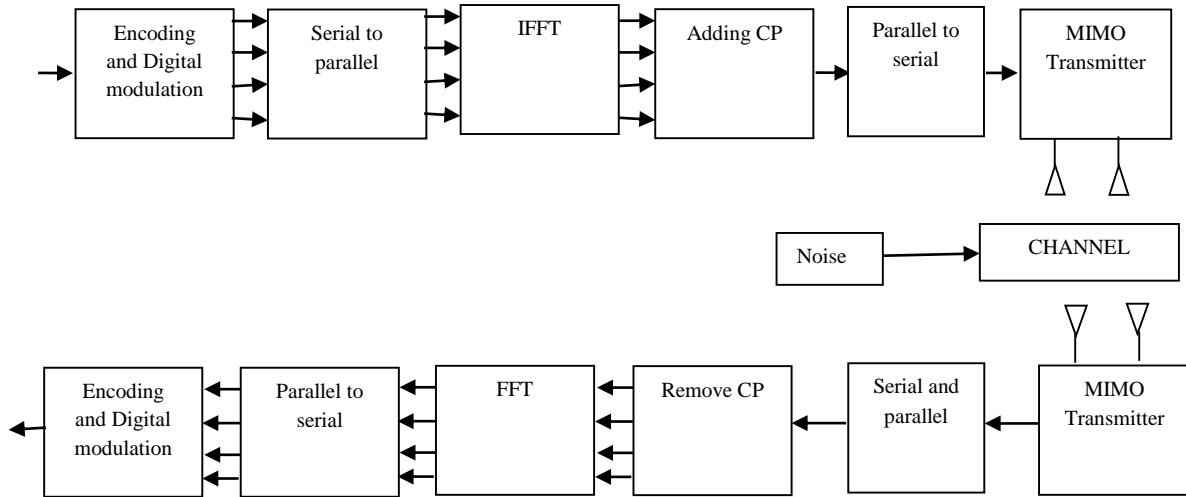 Encoding
and Digital
modulation
Serial to
parallel
IFFT
Adding CP
Parallel to
serial
MIMO
Transmitter
Noise
CHANNEL
Encoding
and Digital
modulation
Parallel to
serial
FFT
Remove CP
Serial and
parallel
MIMO
Transmitter